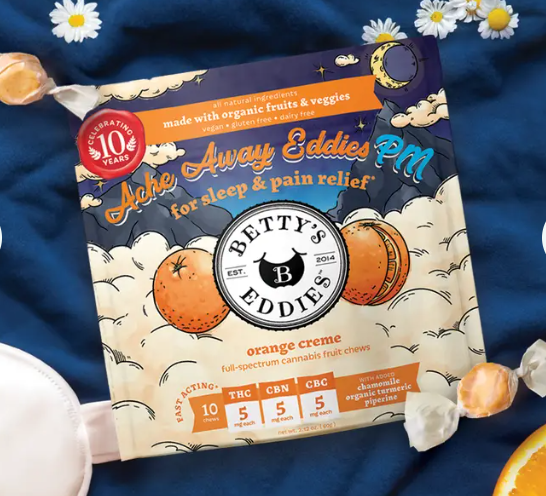 all natural ingredients
made with organic fruits & veggies
vegan • gluten free • dairy free
CELEBRATING
10
YEARS
Ache Away Eddies PM
for sleep & pain relief*
BETTY'S
EST.
2014
B
EDDIES
orange creme
full-spectrum cannabis fruit chews
FAST ACTING*
10
chews
THC
5
mg each
CBN
5
mg each
CBC
5
mg each
WITH ADDED
chamomile
organic turmeric
piperine
net wt.